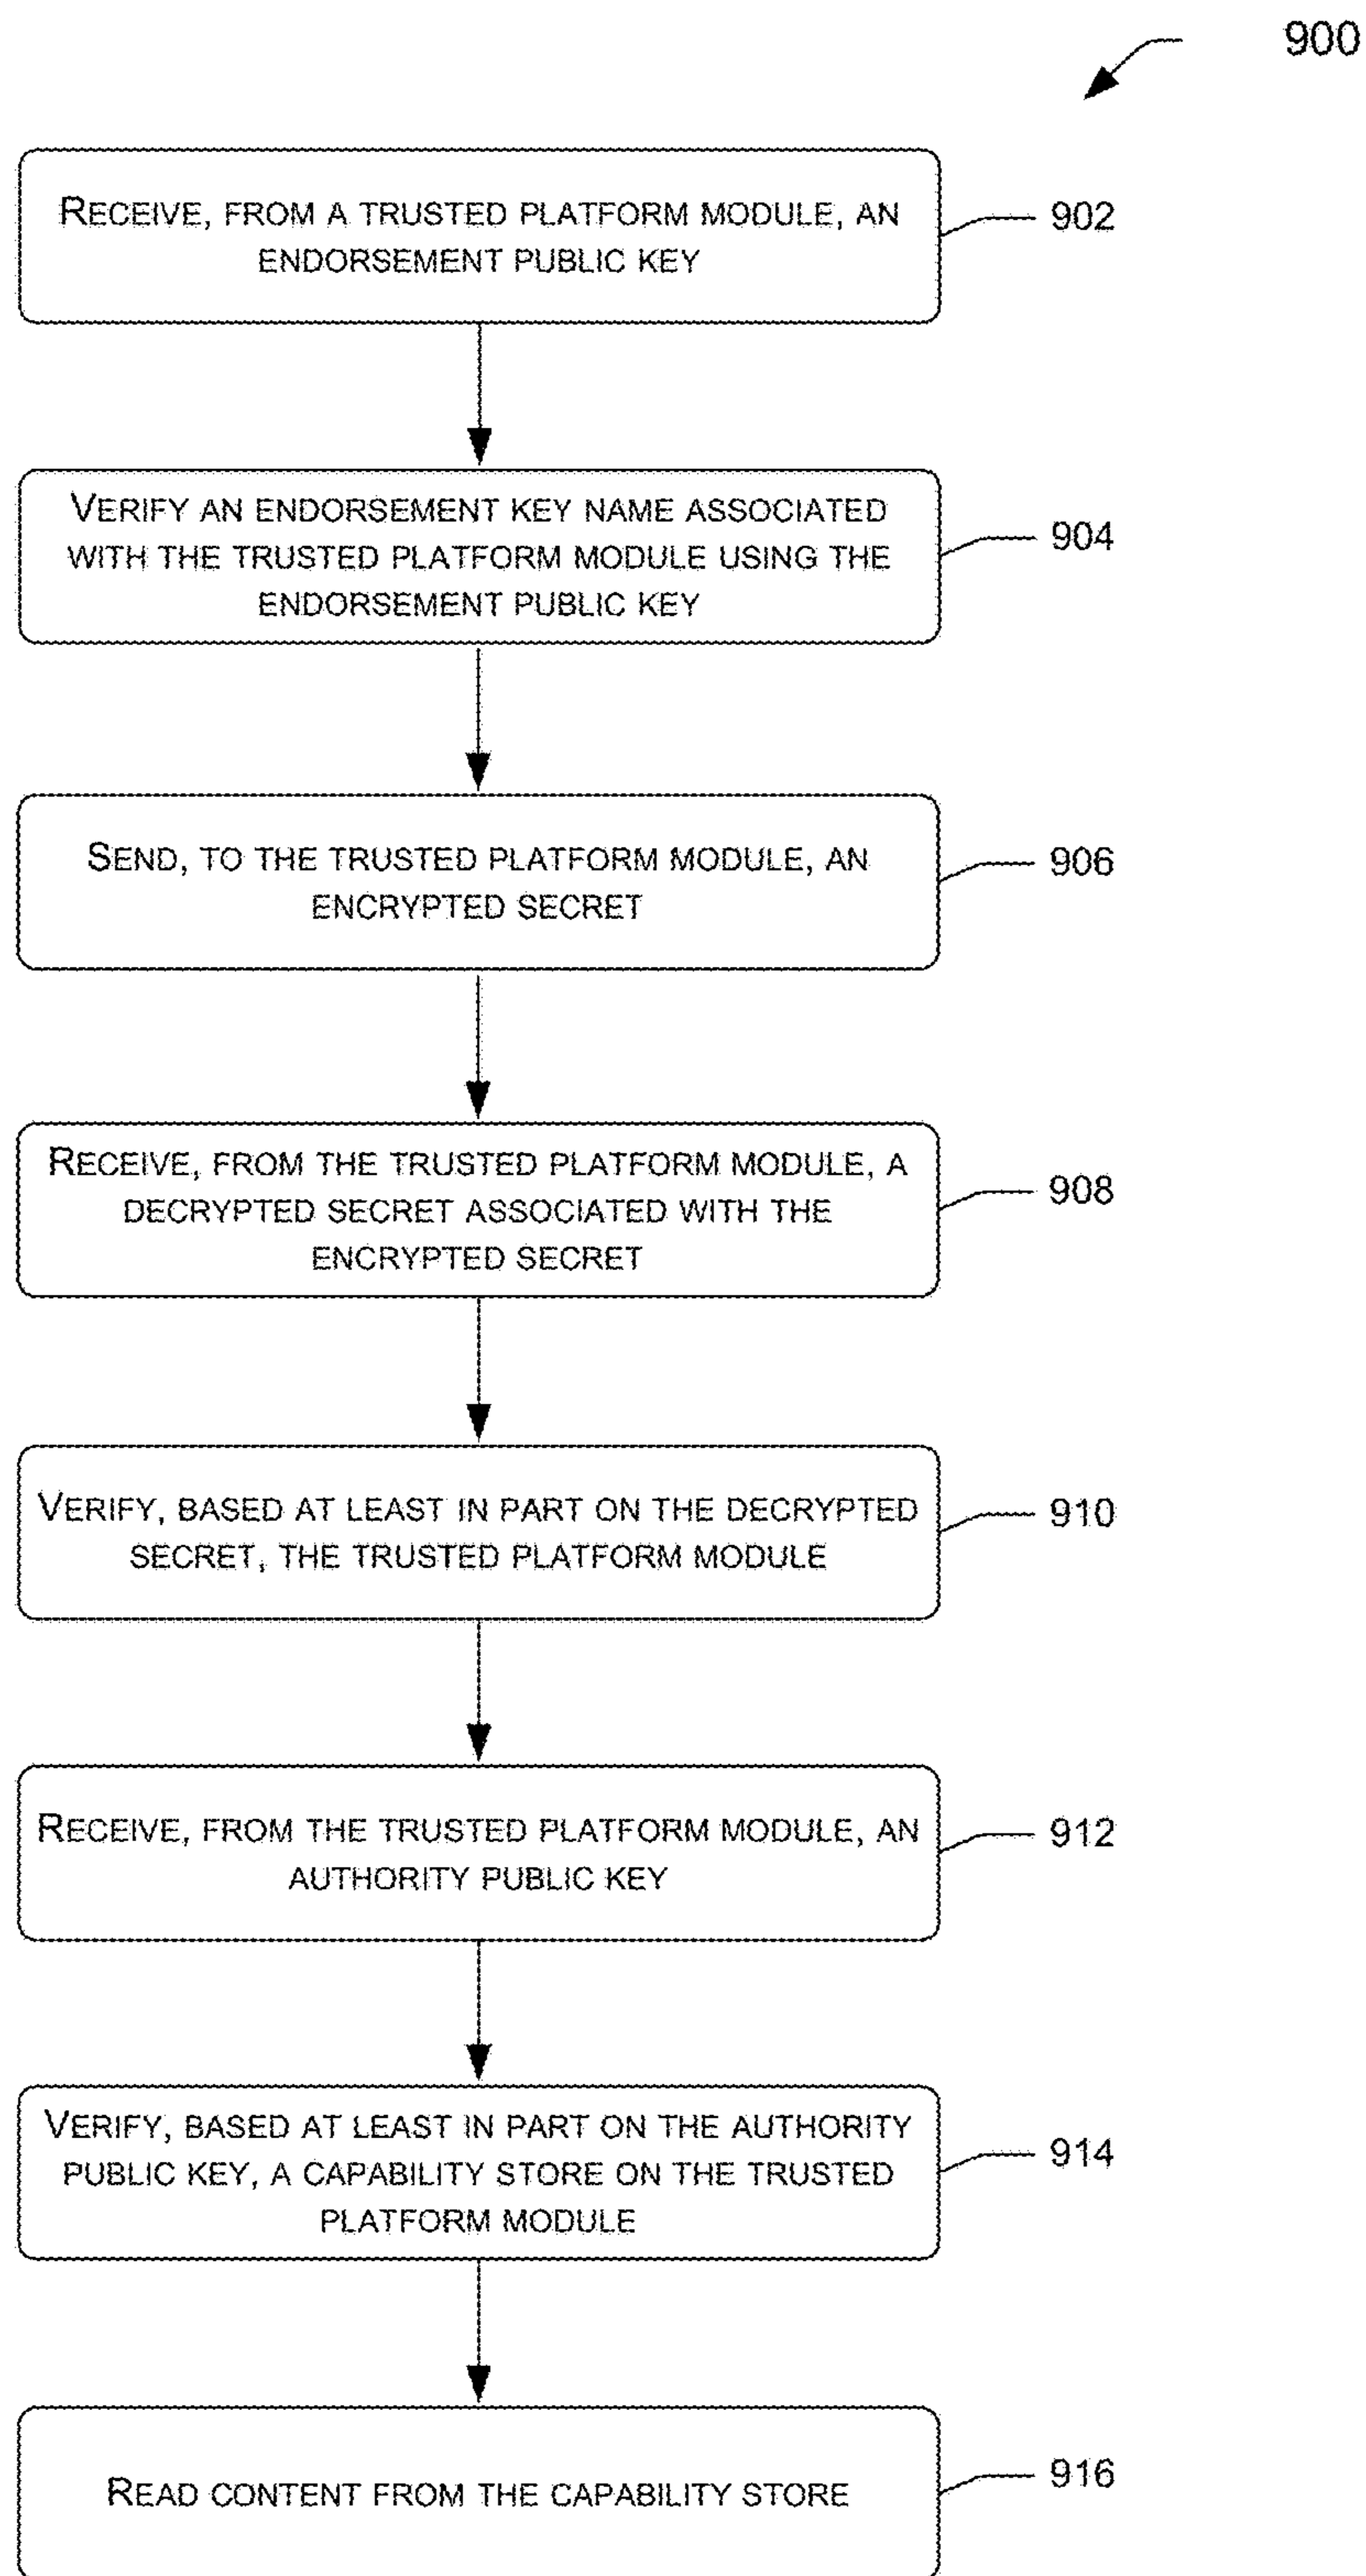 900
RECEIVE, FROM A TRUSTED PLATFORM MODULE, AN
ENDORSEMENT PUBLIC KEY
902
VERIFY AN ENDORSEMENT KEY NAME ASSOCIATED
WITH THE TRUSTED PLATFORM MODULE USING THE
ENDORSEMENT PUBLIC KEY
904
SEND, TO THE TRUSTED PLATFORM MODULE, AN
ENCRYPTED SECRET
906
RECEIVE, FROM THE TRUSTED PLATFORM MODULE, A
DECRYPTED SECRET ASSOCIATED WITH THE
ENCRYPTED SECRET
908
VERIFY, BASED AT LEAST IN PART ON THE DECRYPTED
SECRET, THE TRUSTED PLATFORM MODULE
910
RECEIVE, FROM THE TRUSTED PLATFORM MODULE, AN
AUTHORITY PUBLIC KEY
912
VERIFY, BASED AT LEAST IN PART ON THE AUTHORITY
PUBLIC KEY, A CAPABILITY STORE ON THE TRUSTED
PLATFORM MODULE
914
READ CONTENT FROM THE CAPABILITY STORE
916